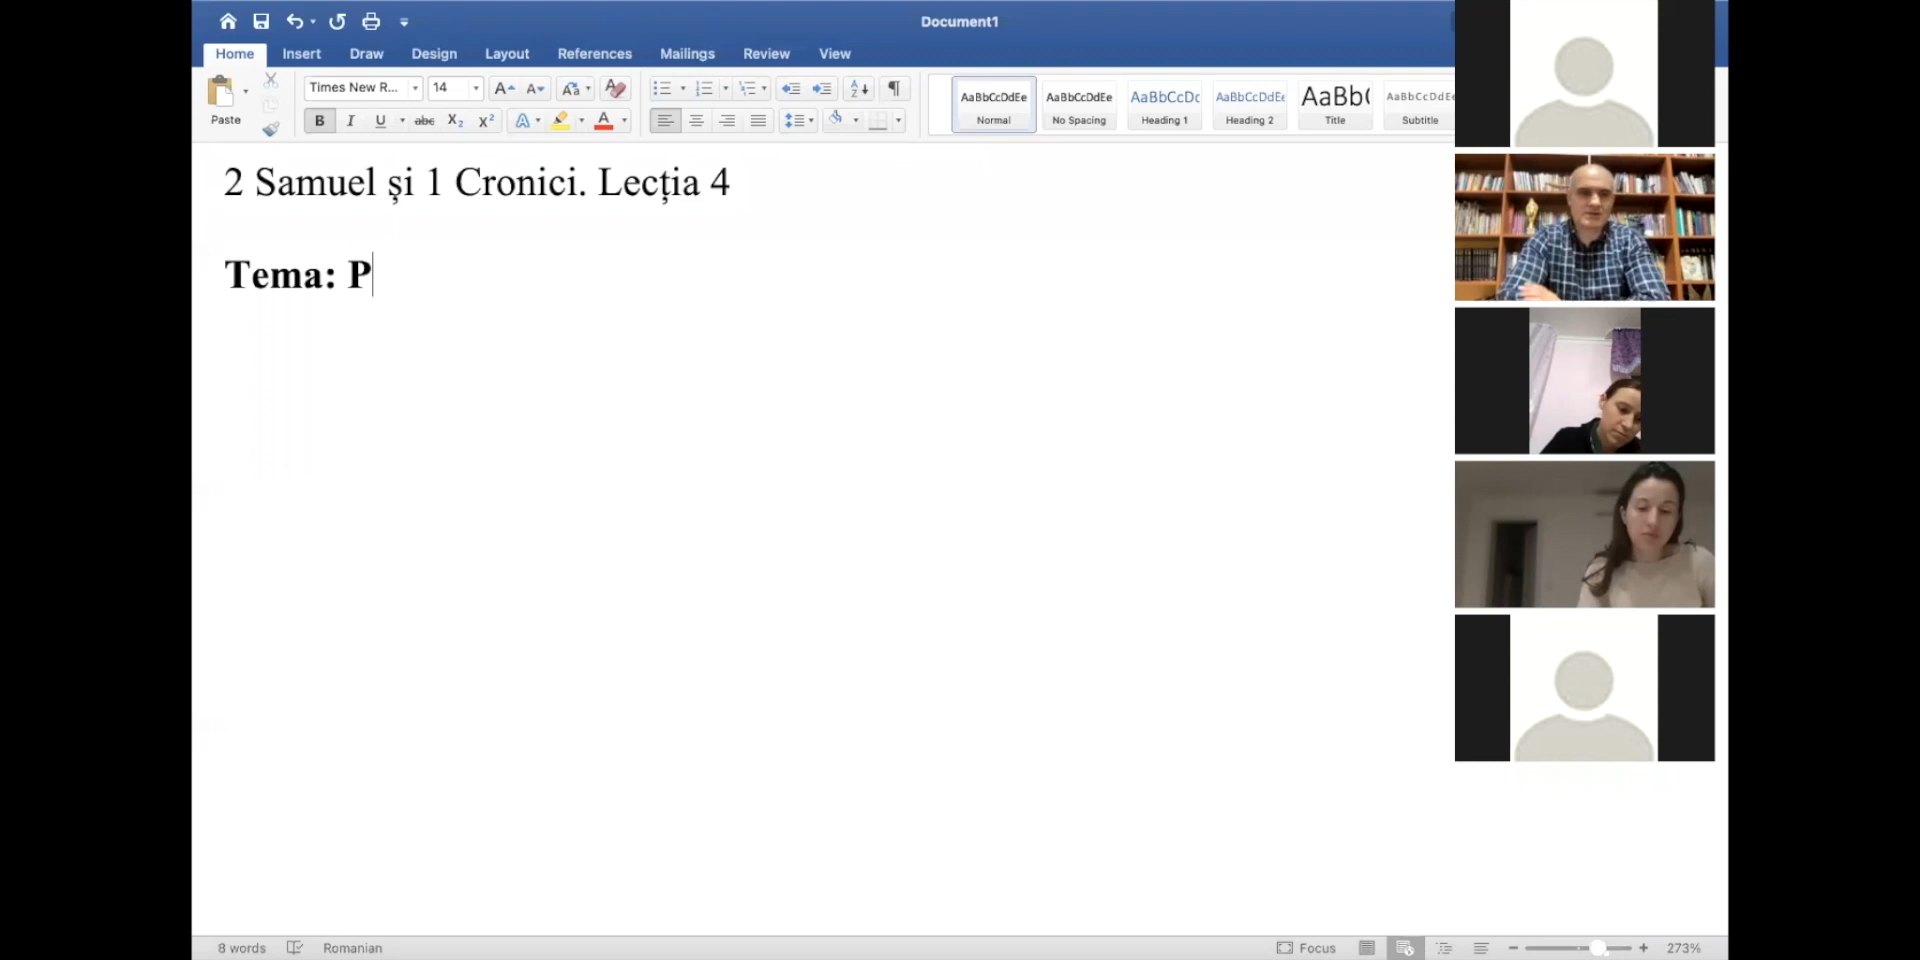 Document1
Home Insert Draw Design Layout References Mailings Review View
Paste
Times New R... 14
AaBbCcDdEe Normal
AaBbCcDdEe No Spacing
AaBbCcDc Heading 1
AaBbCcDdEe Heading 2
AaBb( Title
AaBbCcDdEe Subtitle
2 Samuel și 1 Cronici. Lecția 4
Tema: P
8 words Romanian Focus 273%